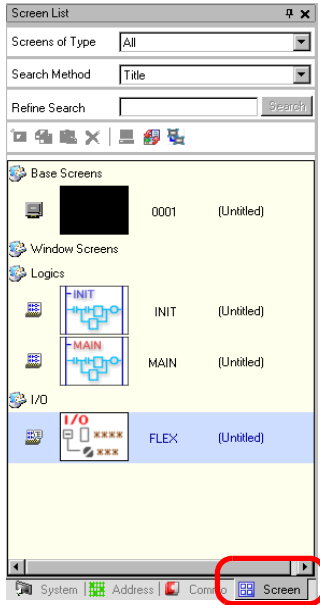 Screen List
Screens of Type All
Search Method Title
Refine Search Search
Base Screens
0001 (Untitled)
Window Screens
Logics
INIT
INIT (Untitled)
MAIN
MAIN (Untitled)
I/O
I/O
****
***
FLEX (Untitled)
System Address Commo Screen